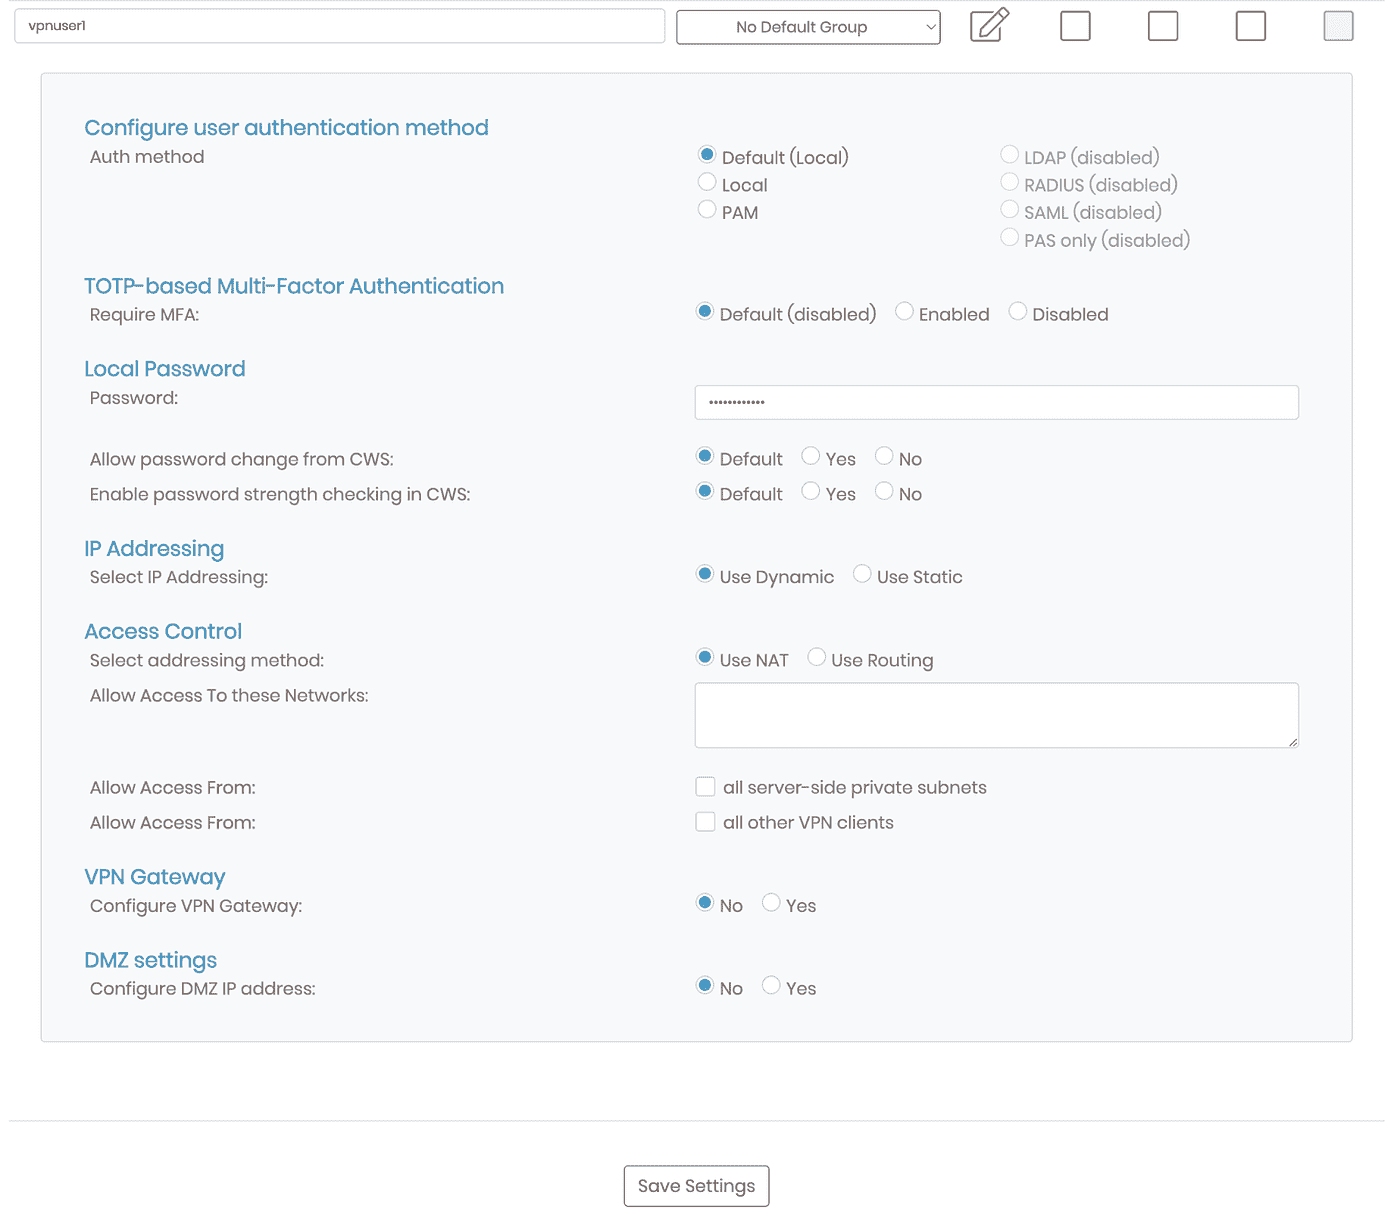 vpnuser1 No Default Group
Configure user authentication method
Auth method Default (Local) LDAP (disabled)
Local RADIUS (disabled)
PAM SAML (disabled)
PAS only (disabled)
TOTP-based Multi-Factor Authentication
Require MFA: Default (disabled) Enabled Disabled
Local Password
Password: ••••••••••••
Allow password change from CWS: Default Yes No
Enable password strength checking in CWS: Default Yes No
IP Addressing
Select IP Addressing: Use Dynamic Use Static
Access Control
Select addressing method: Use NAT Use Routing
Allow Access To these Networks:
Allow Access From: all server-side private subnets
Allow Access From: all other VPN clients
VPN Gateway
Configure VPN Gateway: No Yes
DMZ settings
Configure DMZ IP address: No Yes
Save Settings